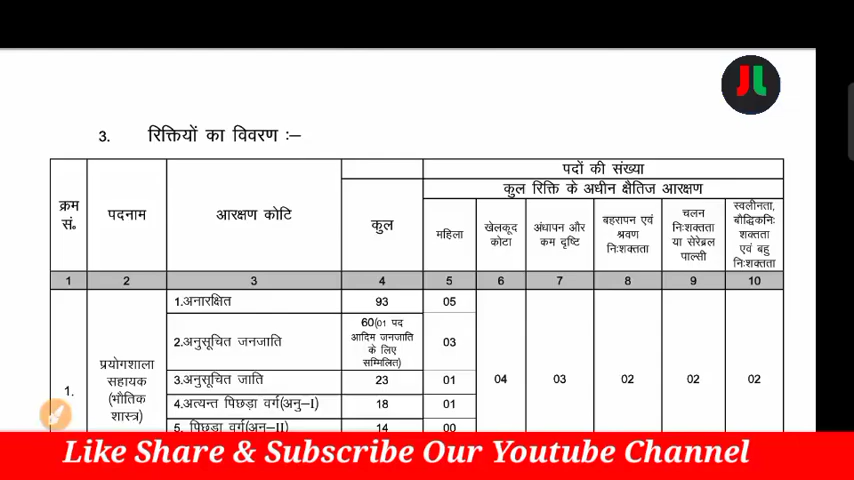 JL
3. रिक्तियों का विवरण :–
पदों की संख्या
कुल रिक्ति के अधीन क्षैतिज आरक्षण
क्रम सं॰ पदनाम आरक्षण कोटि कुल महिला खेलकूद कोटा अंधापन और कम दृष्टि बहरापन एवं श्रवण निःशक्तता चलन निःशक्तता या सेरेब्रल पाल्सी स्वलीनता, बौद्धिकनिः शक्तता एवं बहु निःशक्तता
1 2 3 4 5 6 7 8 9 10
1. प्रयोगशाला सहायक (भौतिक शास्त्र)
1.अनारक्षित 93 05
2.अनुसूचित जनजाति 60(01 पद आदिम जनजाति के लिए सम्मिलित) 03
3.अनुसूचित जाति 23 01 04 03 02 02 02
4.अत्यन्त पिछड़ा वर्ग(अनु–I) 18 01
5. पिछड़ा वर्ग(अनु–II) 14 00
Like Share & Subscribe Our Youtube Channel